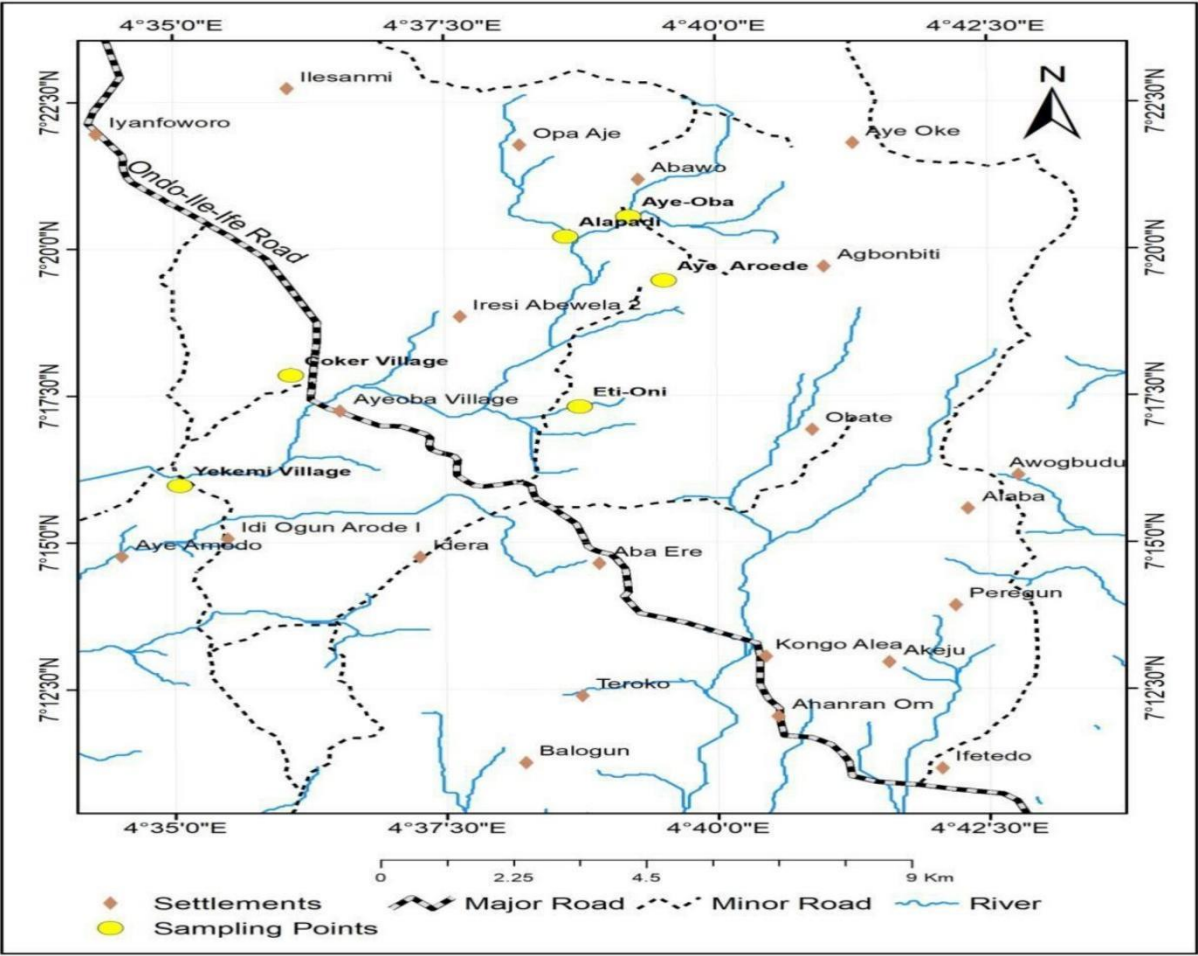 4°35'0"E 4°37'30"E 4°40'0"E 4°42'30"E
N
7°22'30"N
7°22'30"N
Ilesanmi
Iyanfoworo
Opa Aje
Aye Oke
Ondo-Ile-Ife Road
Abawo
Aye-Oba
Alapadi
7°20'0"N
7°20'0"N
Agbonbiti
Aye Aroede
Iresi Abewela 2
Coker Village
Eti-Oni
7°17'30"N
7°17'30"N
Ayeoba Village
Obate
Yekemi Village
Awogbudu
Alaba
Idi Ogun Arode I
7°15'0"N
7°15'0"N
Aye Amodo
Idera
Aba Ere
Peregun
Kongo Alea
Akeju
7°12'30"N
7°12'30"N
Teroko
Ahanran Om
Balogun
Ifetedo
4°35'0"E 4°37'30"E 4°40'0"E 4°42'30"E
0 2.25 4.5 9 Km
Settlements Major Road Minor Road River
Sampling Points